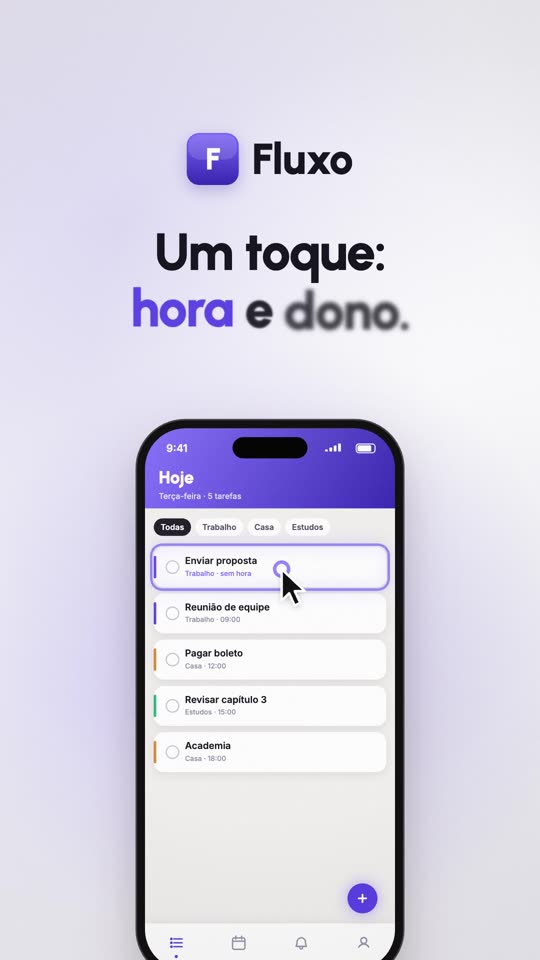 F Fluxo
Um toque:
hora e dono.
9:41
Hoje
Terça-feira · 5 tarefas
Todas Trabalho Casa Estudos
Enviar proposta
Trabalho · sem hora
Reunião de equipe
Trabalho · 09:00
Pagar boleto
Casa · 12:00
Revisar capítulo 3
Estudos · 15:00
Academia
Casa · 18:00